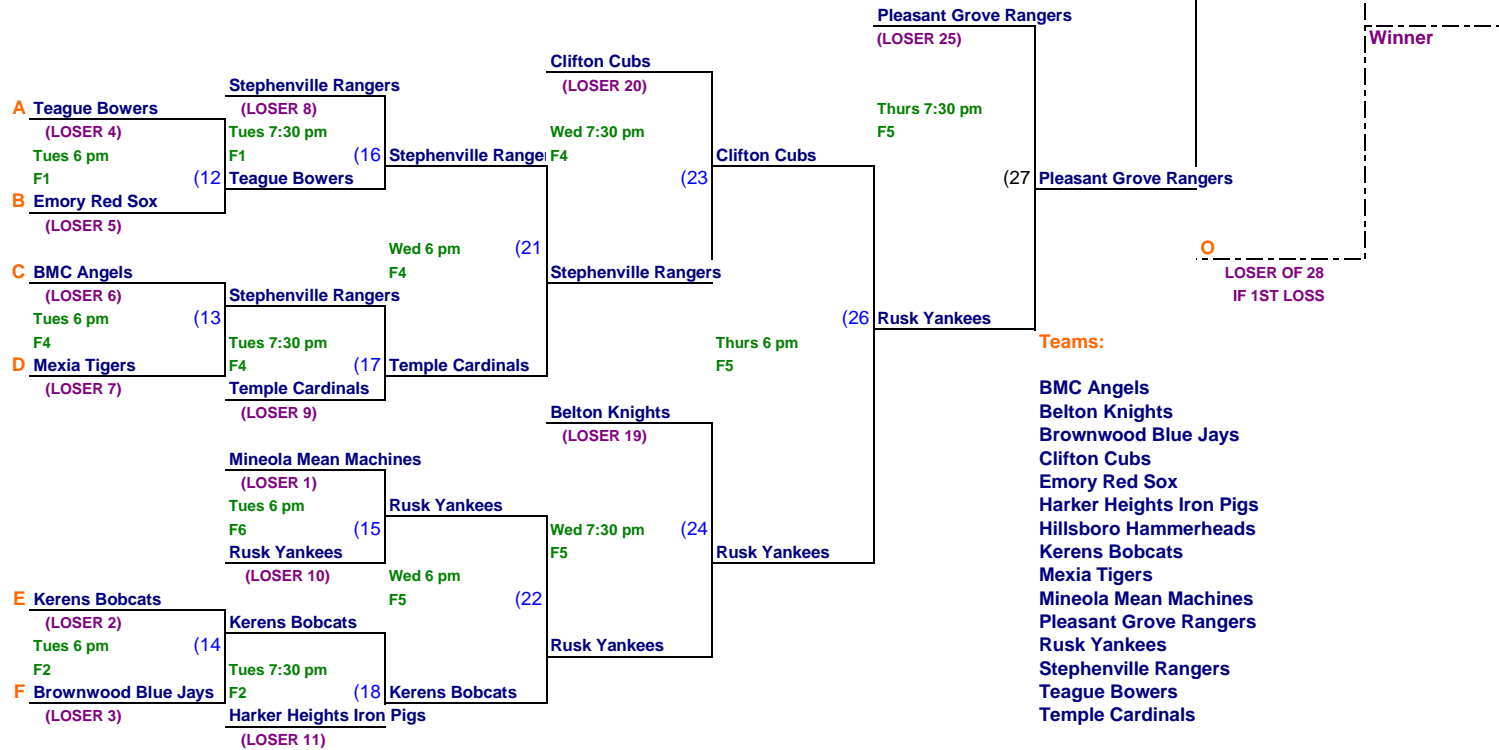 Pleasant Grove Rangers
(LOSER 25)
Winner
Clifton Cubs
(LOSER 20)
Stephenville Rangers
(LOSER 8)
A Teague Bowers
(LOSER 4)
Tues 7:30 pm
F1
Wed 7:30 pm
F4
Thurs 7:30 pm
F5
Tues 6 pm
F1
(16 Stephenville Ranger
Clifton Cubs
(12 Teague Bowers
(23
(27 Pleasant Grove Rangers
B Emory Red Sox
(LOSER 5)
Wed 6 pm
F4
(21
O
C BMC Angels
(LOSER 6)
Stephenville Rangers
LOSER OF 28
IF 1ST LOSS
Stephenville Rangers
Tues 6 pm
F4
(13
(26 Rusk Yankees
Tues 7:30 pm
F4
Thurs 6 pm
F5
Teams:
D Mexia Tigers
(LOSER 7)
(17 Temple Cardinals
Temple Cardinals
(LOSER 9)
BMC Angels
Belton Knights
Brownwood Blue Jays
Clifton Cubs
Emory Red Sox
Harker Heights Iron Pigs
Hillsboro Hammerheads
Kerens Bobcats
Mexia Tigers
Mineola Mean Machines
Pleasant Grove Rangers
Rusk Yankees
Stephenville Rangers
Teague Bowers
Temple Cardinals
Belton Knights
(LOSER 19)
Mineola Mean Machines
(LOSER 1)
Tues 6 pm
F6
(15
Rusk Yankees
Wed 7:30 pm
F5
(24
Rusk Yankees
(LOSER 10)
Rusk Yankees
Wed 6 pm
F5
(22
E Kerens Bobcats
(LOSER 2)
Kerens Bobcats
Tues 6 pm
F2
(14
Rusk Yankees
Tues 7:30 pm
F2
F Brownwood Blue Jays
(LOSER 3)
(18 Kerens Bobcats
Harker Heights Iron Pigs
(LOSER 11)